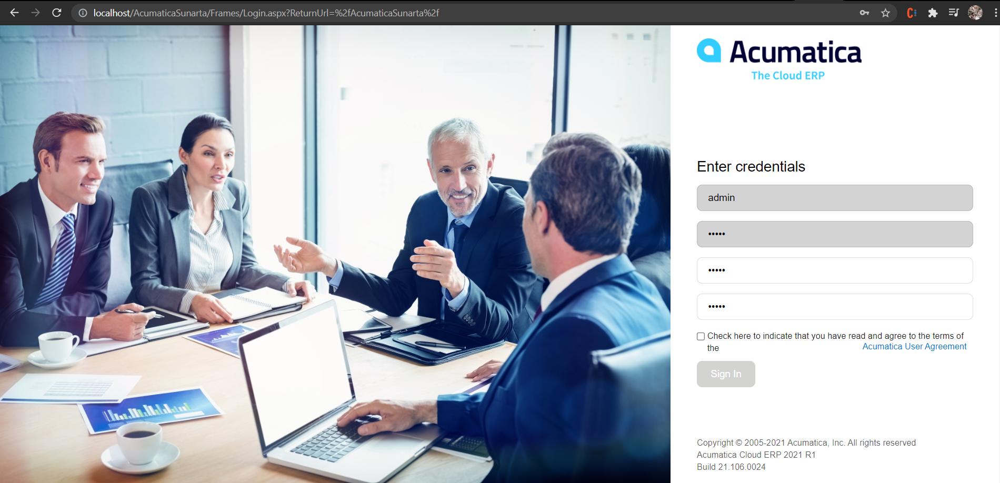 localhost/AcumaticaSunarta/Frames/Login.aspx?ReturnUrl=%2fAcumaticaSunarta%2f
Acumatica
The Cloud ERP
Enter credentials
admin
•••••
•••••
•••••
Check here to indicate that you have read and agree to the terms of
the Acumatica User Agreement
Sign In
Copyright © 2005-2021 Acumatica, Inc. All rights reserved
Acumatica Cloud ERP 2021 R1
Build 21.106.0024